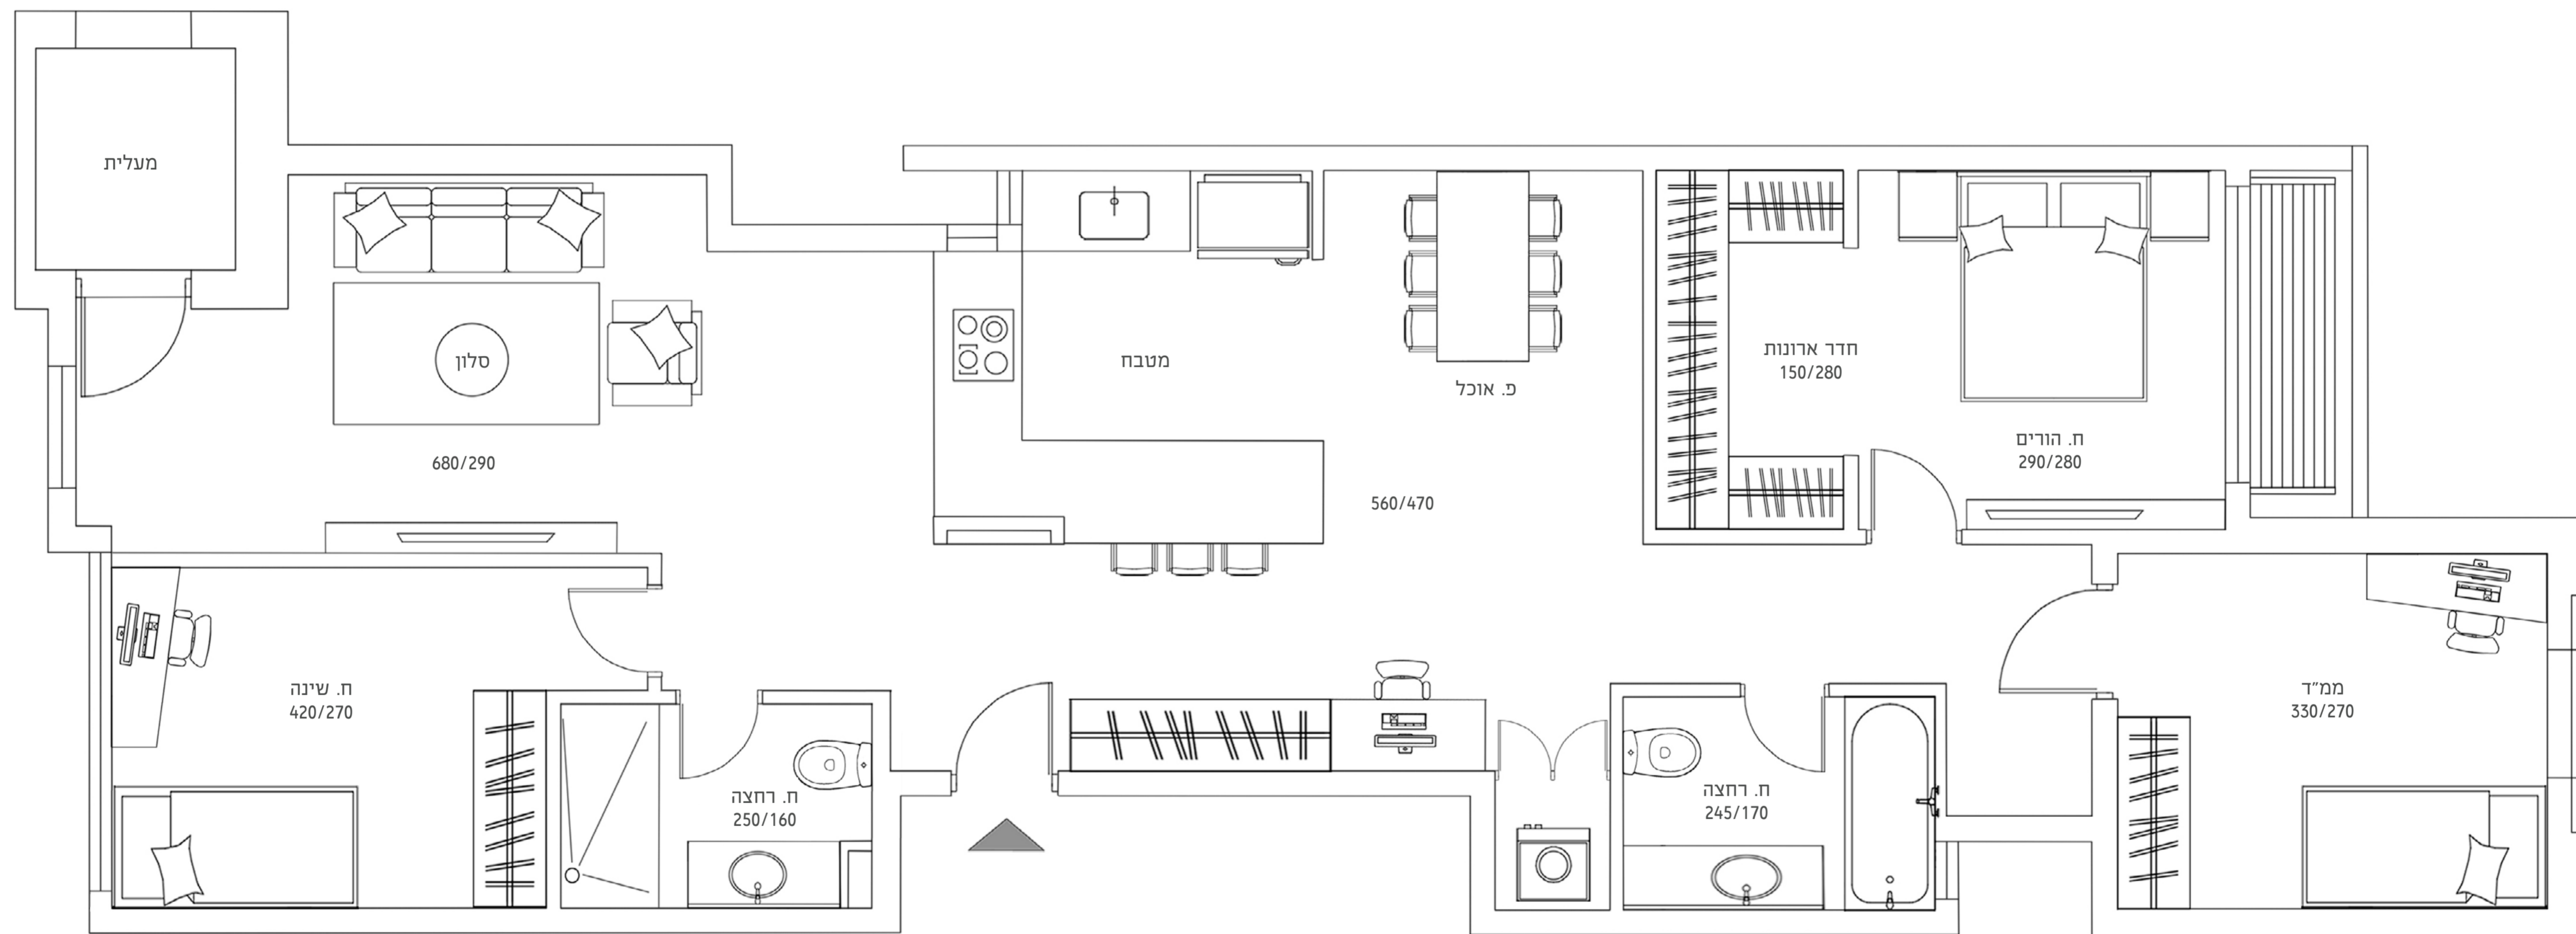 מעלית
סלון
680/290
מטבח
פ. אוכל
560/470
חדר ארונות
150/280
ח. הורים
290/280
ח. שינה
420/270
ח. רחצה
250/160
ח. רחצה
245/170
ממ״ד
330/270